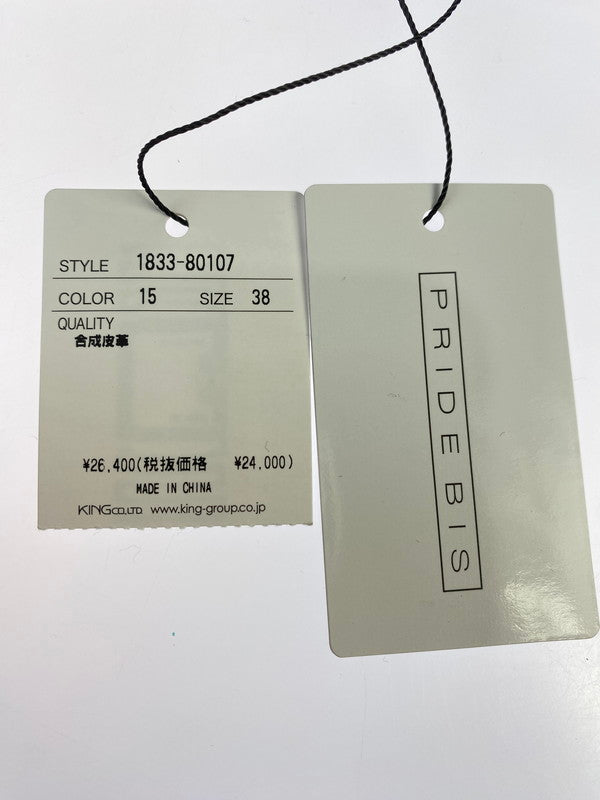 STYLE 1833-80107
COLOR 15 SIZE 38
QUALITY
合成皮革
¥26,400(税抜価格 ¥24,000)
MADE IN CHINA
KINGCO.,LTD. www.king-group.co.jp
PRIDE BIS